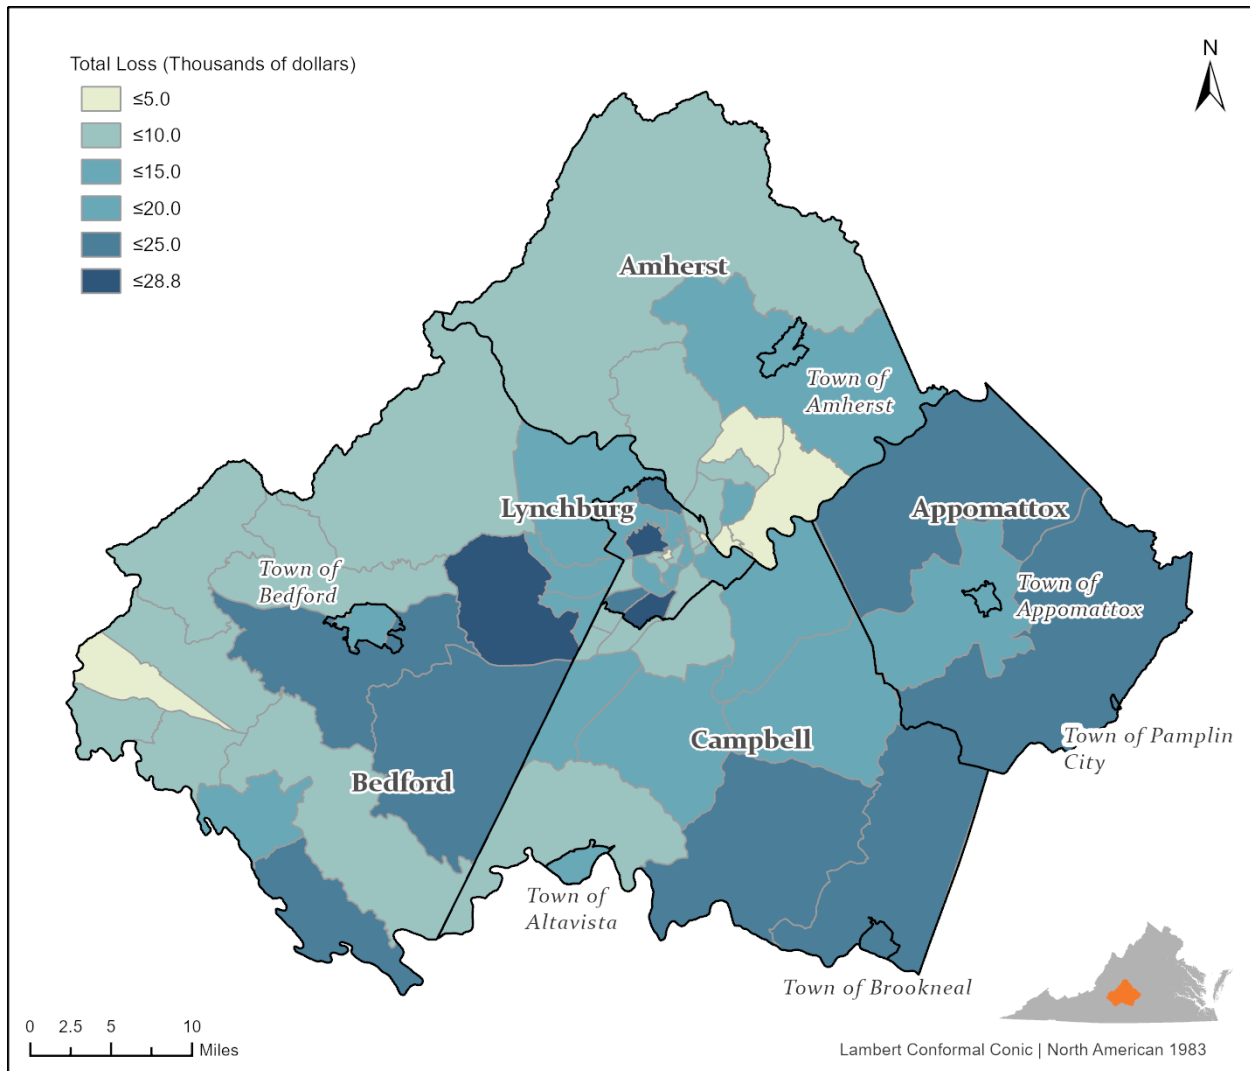 Total Loss (Thousands of dollars)
≤5.0
≤10.0
≤15.0
≤20.0
≤25.0
≤28.8
N
Amherst
Town of
Amherst
Lynchburg
Appomattox
Town of
Bedford
Town of
Appomattox
Campbell
Town of Pamplin
City
Bedford
Town of
Altavista
Town of Brookneal
0 2.5 5 10
Miles
Lambert Conformal Conic | North American 1983